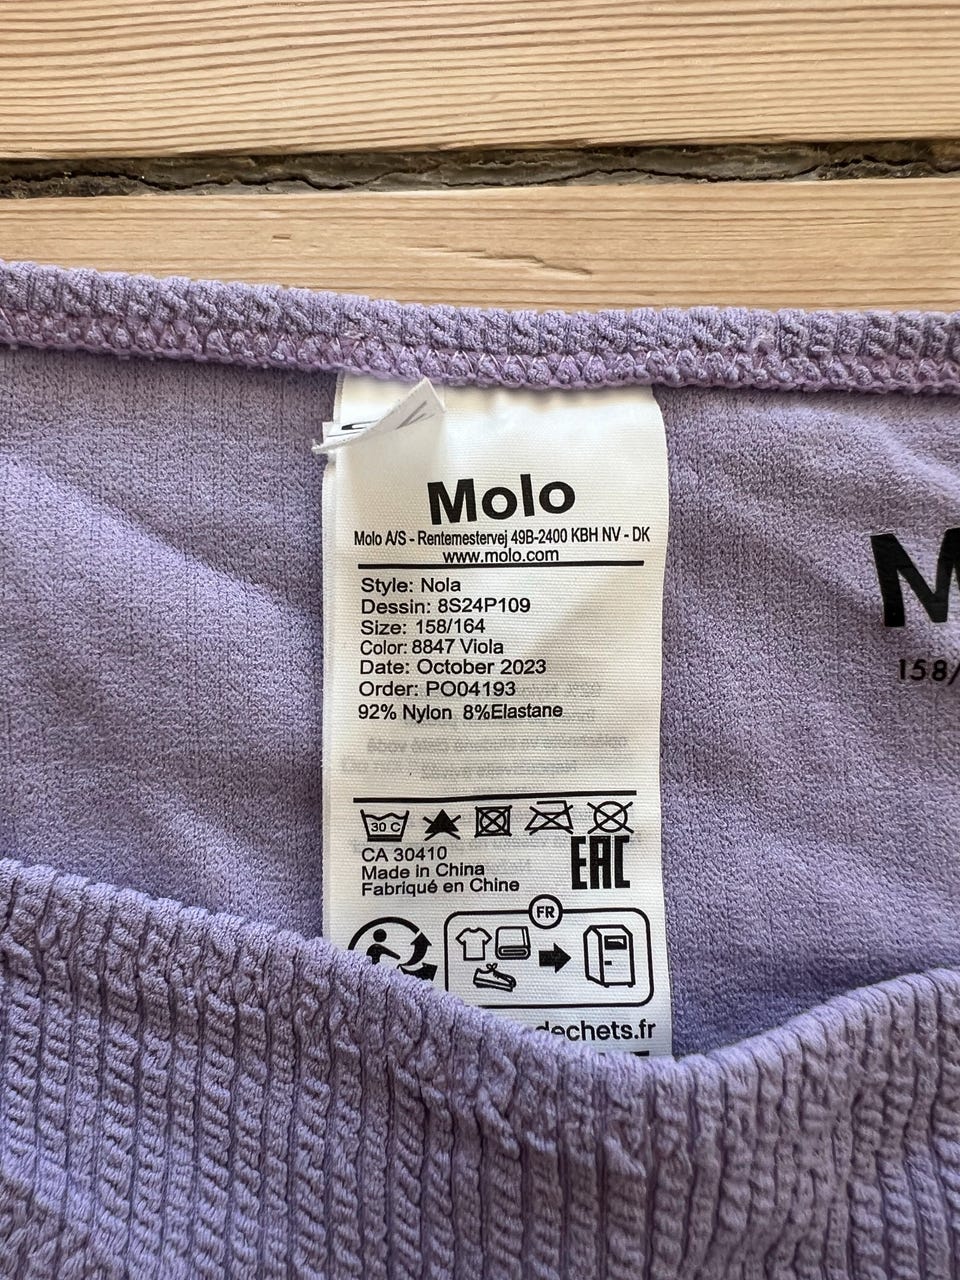 Molo
Molo A/S - Rentemestervej 49B-2400 KBH NV - DK
www.molo.com
Style: Nola
Dessin: 8S24P109
Size: 158/164
Color: 8847 Viola
Date: October 2023
Order: PO04193
92% Nylon 8%Elastane
30 C
CA 30410
Made in China
Fabriqué en Chine
EAC
FR
dechets.fr
M
158/